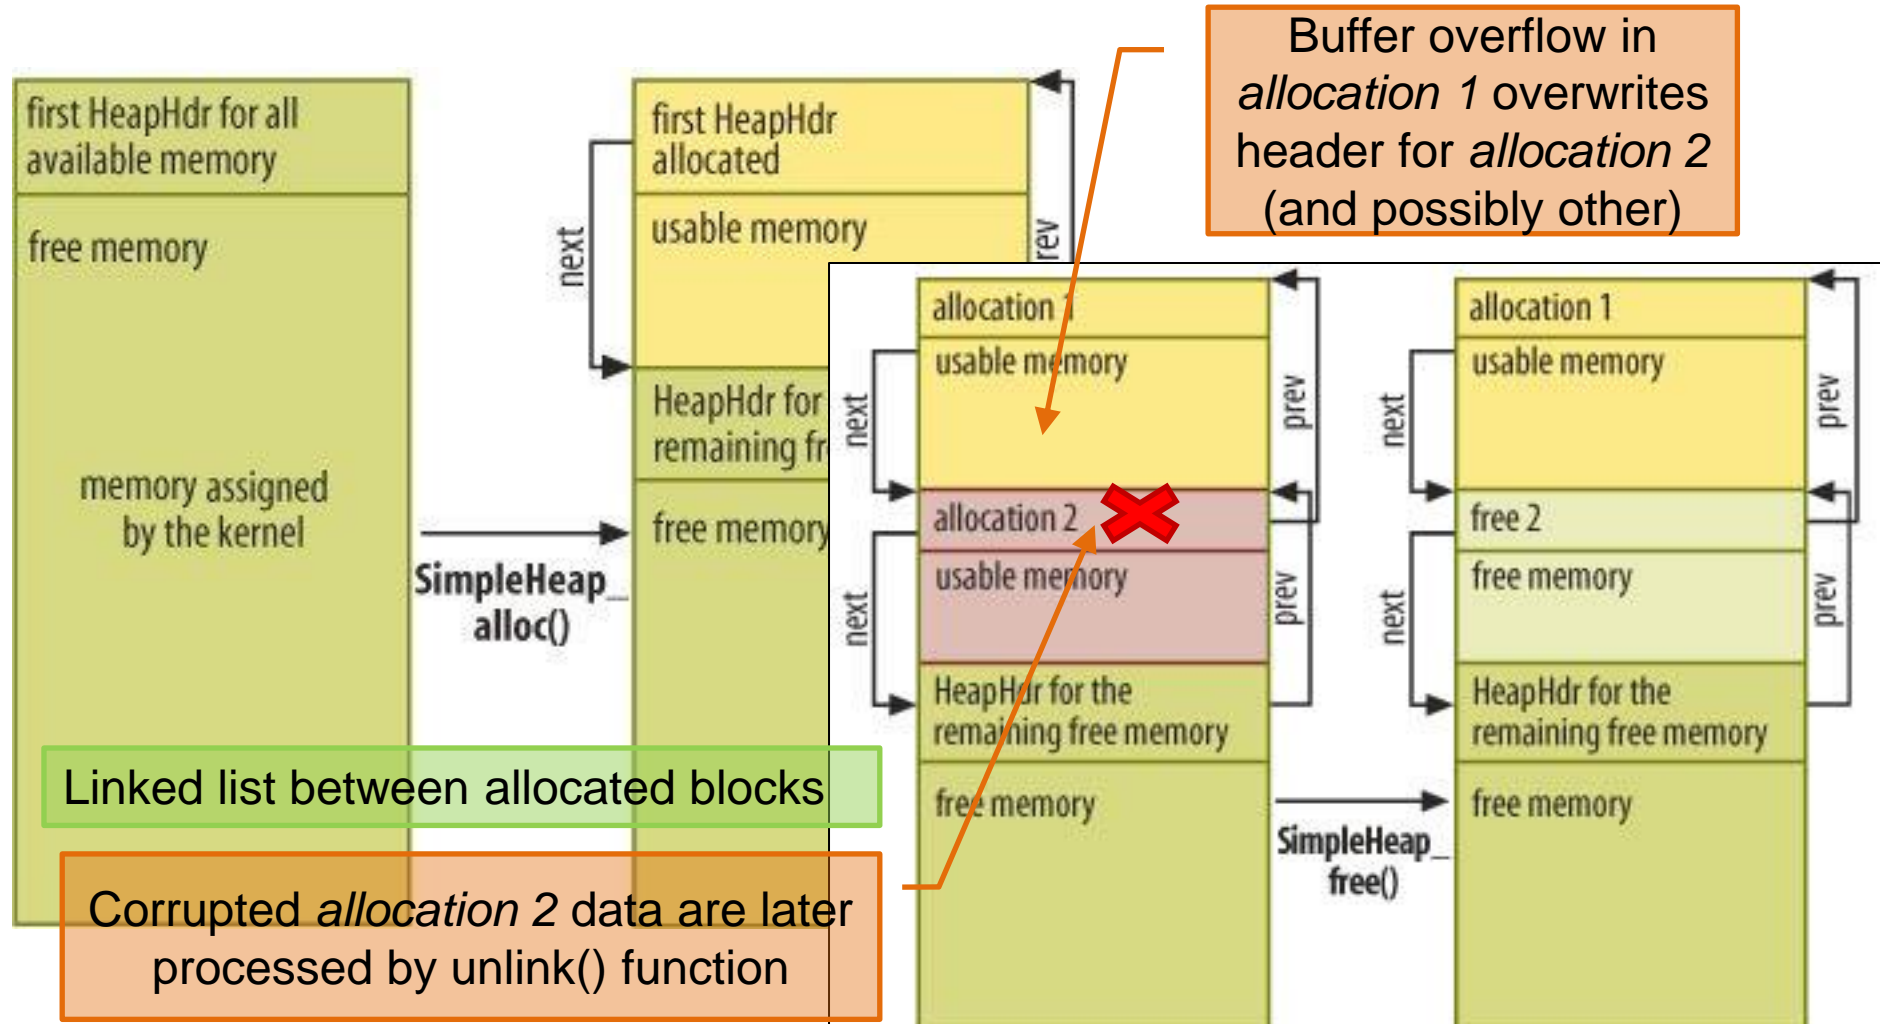 first HeapHdr for all
available memory
free memory
memory assigned
by the kernel
SimpleHeap_
alloc()
first HeapHdr
allocated
usable memory
next
rev
HeapHdr for
remaining fr
free memory
Buffer overflow in
allocation 1 overwrites
header for allocation 2
(and possibly other)
allocation 1
usable memory
next
prev
allocation 2
usable memory
next
prev
HeapHdr for the
remaining free memory
free memory
SimpleHeap_
free()
allocation 1
usable memory
next
prev
free 2
free memory
next
prev
HeapHdr for the
remaining free memory
free memory
Linked list between allocated blocks
Corrupted allocation 2 data are later
processed by unlink() function